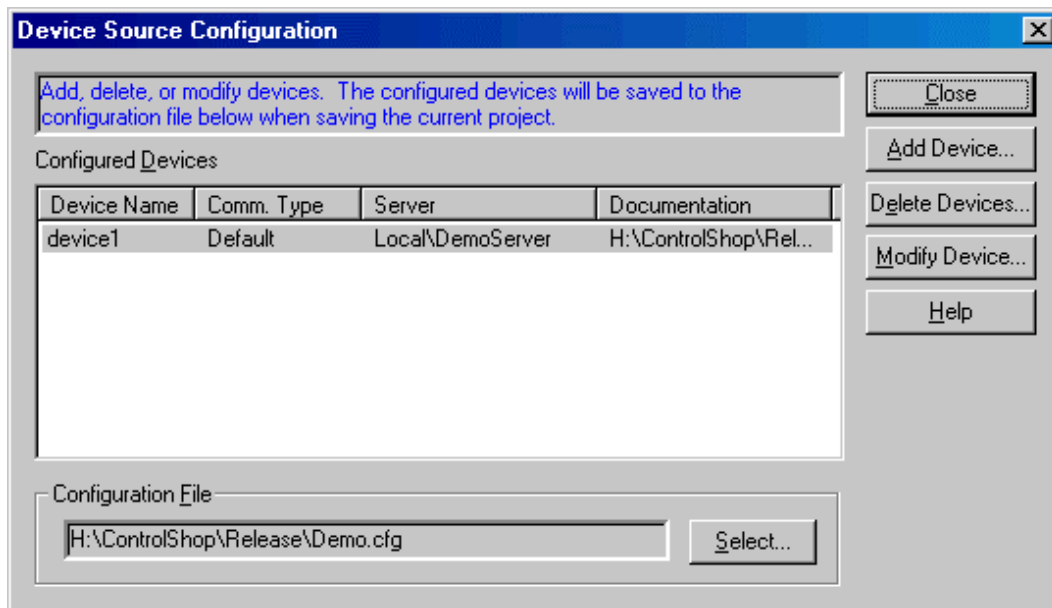 Device Source Configuration
Add, delete, or modify devices.  The configured devices will be saved to the
configuration file below when saving the current project.
Close
Add Device...
Delete Devices...
Modify Device...
Help
Configured Devices
Device Name Comm. Type Server Documentation
device1 Default Local\DemoServer H:\ControlShop\Rel...
Configuration File
H:\ControlShop\Release\Demo.cfg
Select...